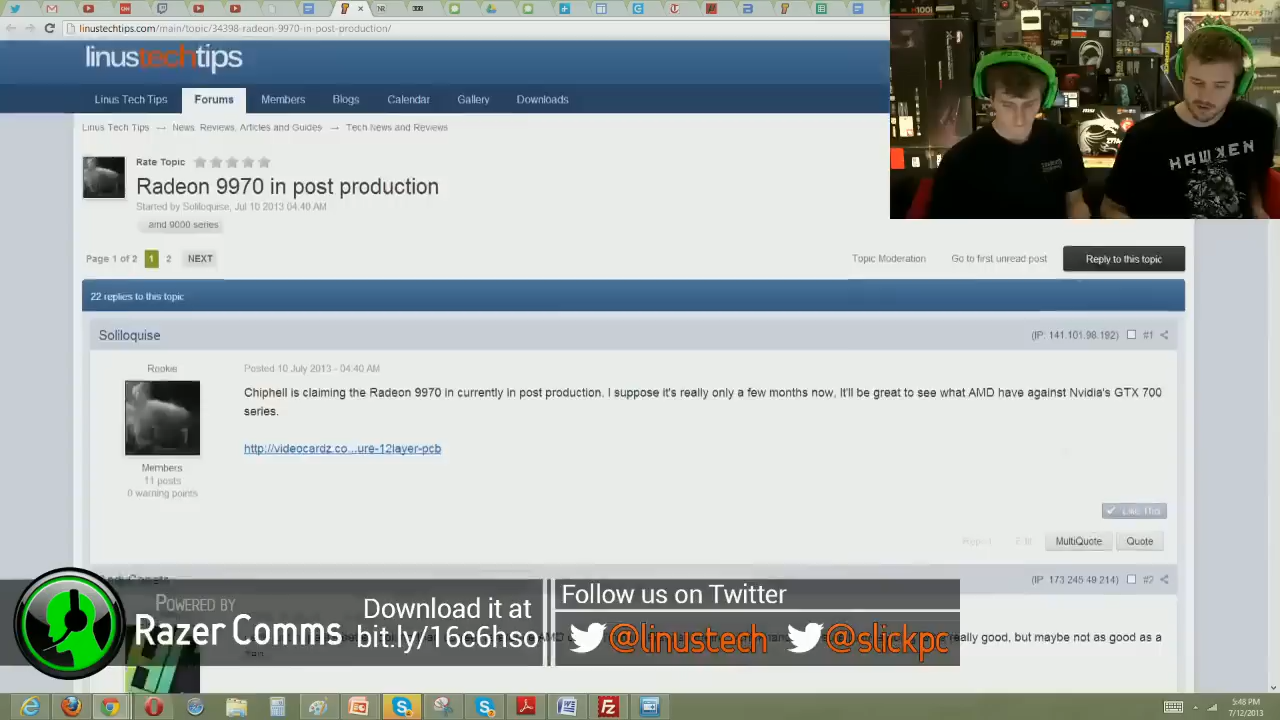 linustechtips.com/main/topic/34398-radeon-9970-in-post-production/
linustechtips
Linus Tech Tips
Forums
Members
Blogs
Calendar
Gallery
Downloads
Linus Tech Tips → News, Reviews, Articles and Guides → Tech News and Reviews
Rate Topic
Radeon 9970 in post production
Started by Soliloquise, Jul 10 2013 04:40 AM
amd 9000 series
Page 1 of 2 1 2 NEXT
Topic Moderation
Go to first unread post
Reply to this topic
22 replies to this topic
Soliloquise
(IP: 141.101.98.192) #1
Rookie
Members
11 posts
0 warning points
Posted 10 July 2013 - 04:40 AM
Chiphell is claiming the Radeon 9970 in currently in post production, I suppose it's really only a few months now, It'll be great to see what AMD have against Nvidia's GTX 700
series.
http://videocardz.co...ure-12layer-pcb
Like This
Report
Edit
MultiQuote
Quote
(IP: 173.245.49.214) #2
really good, but maybe not as good as a
POWERED BY
Razer Comms
Download it at
bit.ly/16c6hso
Follow us on Twitter
@linustech
@slickpc
HAWKEN
5:48 PM
7/12/2013